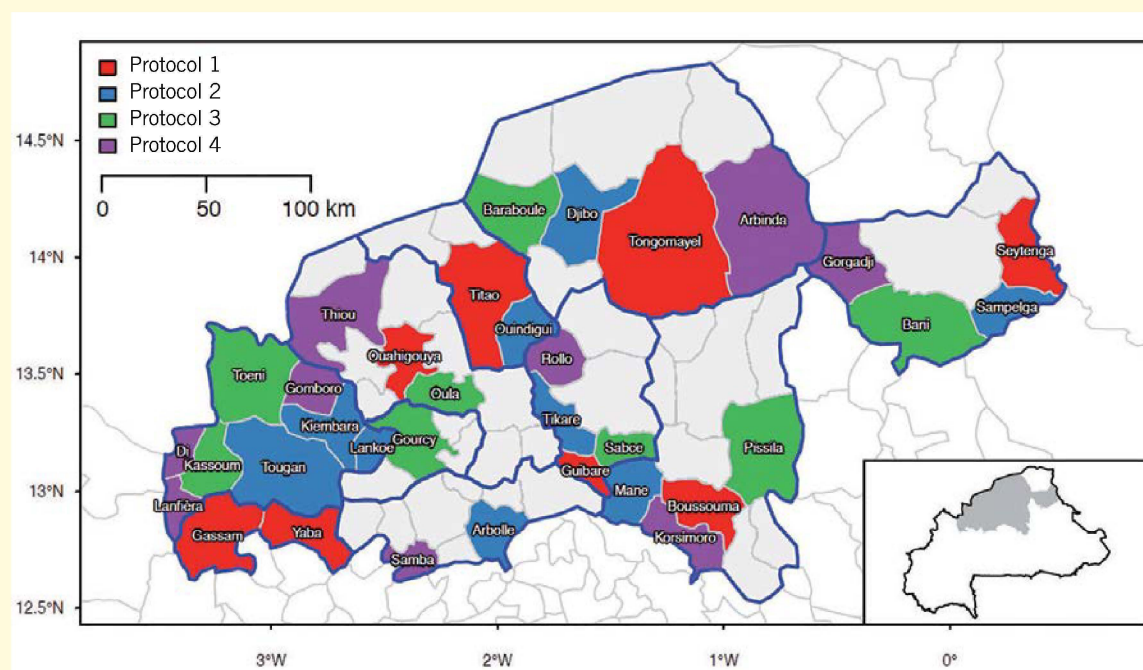 Protocol 1
Protocol 2
Protocol 3
Protocol 4
0 50 100 km
14.5°N
14°N
13.5°N
13°N
12.5°N
3°W 2°W 1°W 0°
Baraboule
Djibo
Tongomayel
Arbinda
Gorgadji
Seytenga
Sampelga
Bani
Titao
Thiou
Ouindigui
Ouahigouya
Rollo
Toeni
Gomboro
Oula
Kiembara
Tikare
Lankoe
Gourcy
Sabce
Pissila
Di
Kassoum
Tougan
Guibare
Mane
Lanfièra
Boussouma
Gassam
Yaba
Arbolle
Korsimoro
Samba